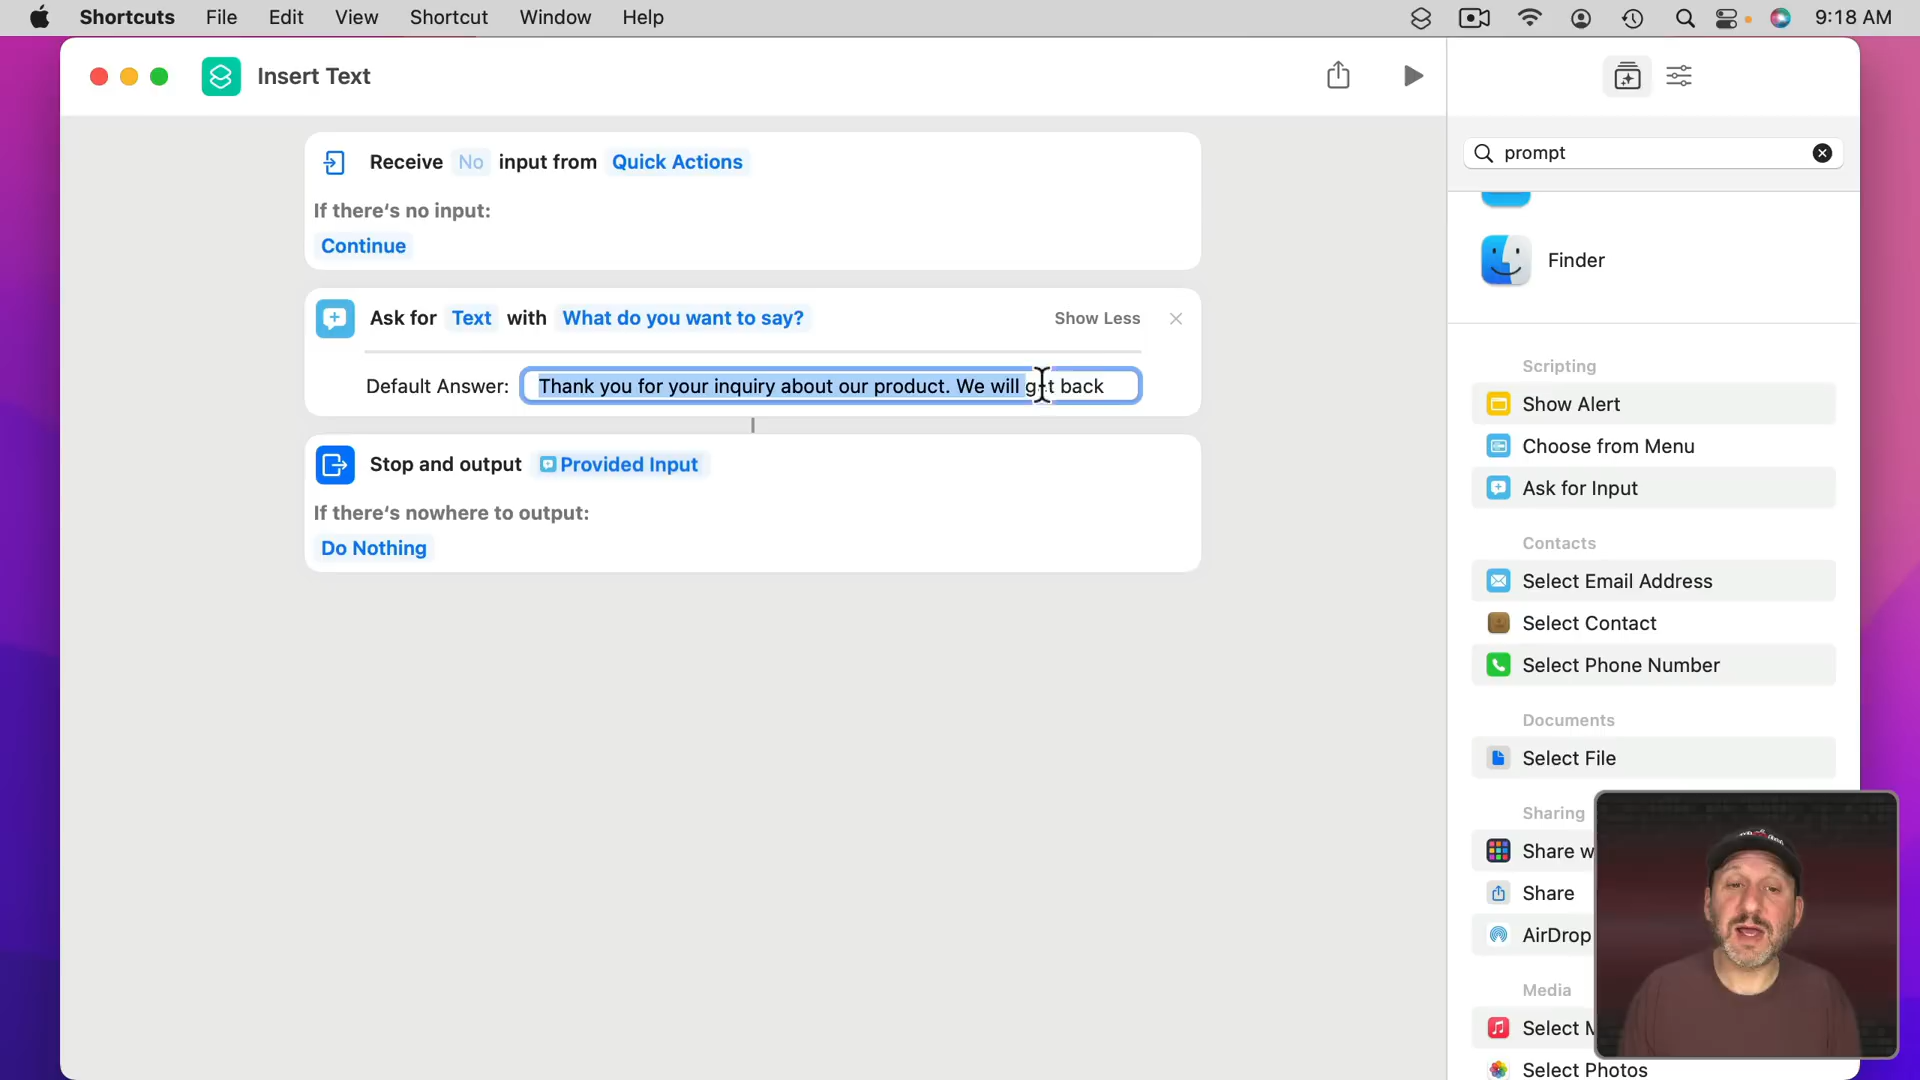 Shortcuts File Edit View Shortcut Window Help 9:18 AM
Insert Text
prompt
Receive No input from Quick Actions
If there's no input:
Continue
Finder
Ask for Text with What do you want to say? Show Less
Default Answer: Thank you for your inquiry about our product. We will get back
Stop and output Provided Input
If there's nowhere to output:
Do Nothing
Scripting
Show Alert
Choose from Menu
Ask for Input
Contacts
Select Email Address
Select Contact
Select Phone Number
Documents
Select File
Sharing
Share w
Share
AirDrop
Media
Select M
Select Photos